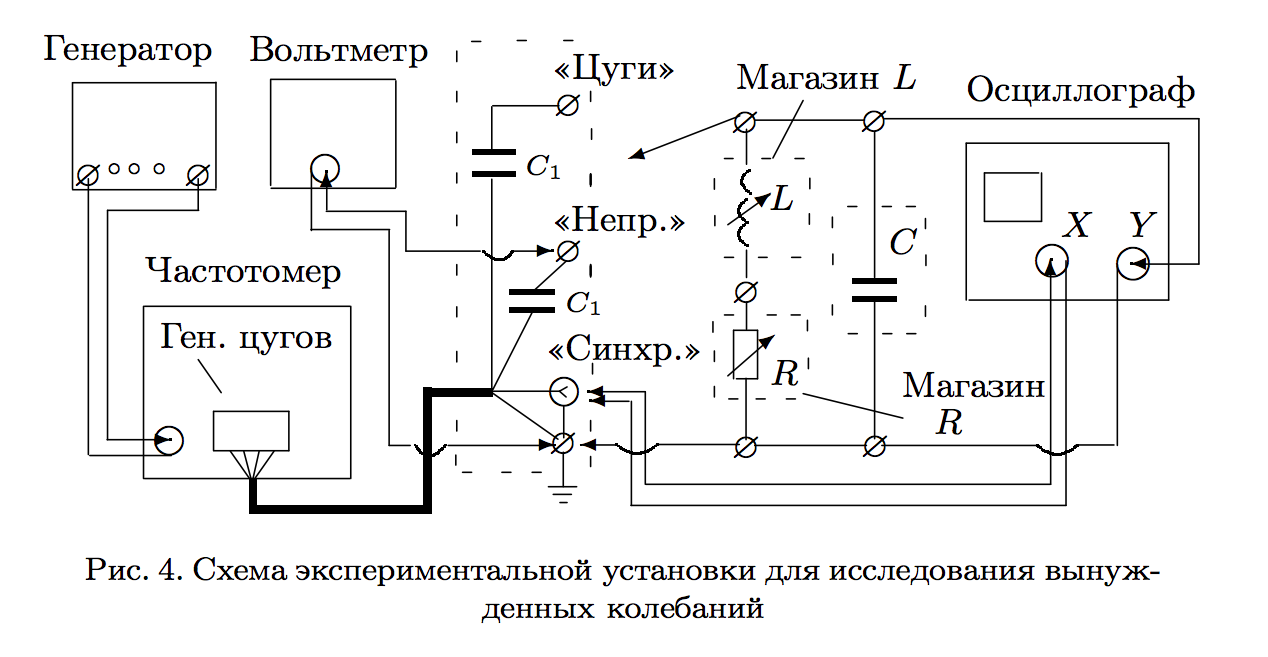 Генератор
Вольтметр
«Цуги»
Магазин L
Осциллограф
C₁
L
«Непр.»
X
Y
C
Частотомер
C₁
Ген. цугов
«Синхр.»
R
Магазин
R
Рис. 4. Схема экспериментальной установки для исследования вынуж-
денных колебаний